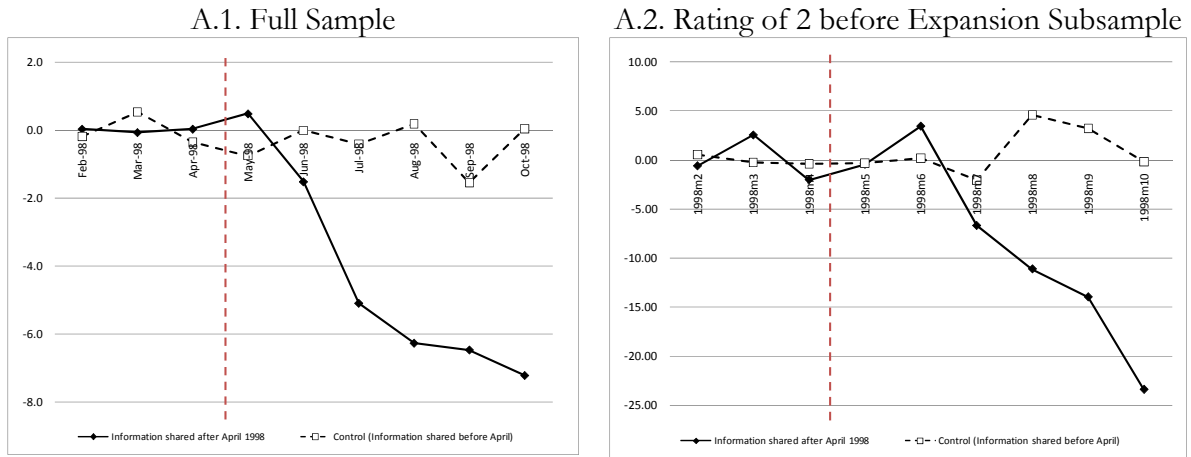 A.1. Full Sample
2.0
0.0
-2.0
-4.0
-6.0
-8.0
Feb-98
Mar-98
Apr-98
May-98
Jun-98
Jul-98
Aug-98
Sep-98
Oct-98
Information shared after April 1998
Control (Information shared before April)
A.2. Rating of 2 before Expansion Subsample
10.00
5.00
0.00
-5.00
-10.00
-15.00
-20.00
-25.00
1998m2
1998m3
1998m4
1998m5
1998m6
1998m7
1998m8
1998m9
1998m10
Information shared after April 1998
Control (Information shared before April)